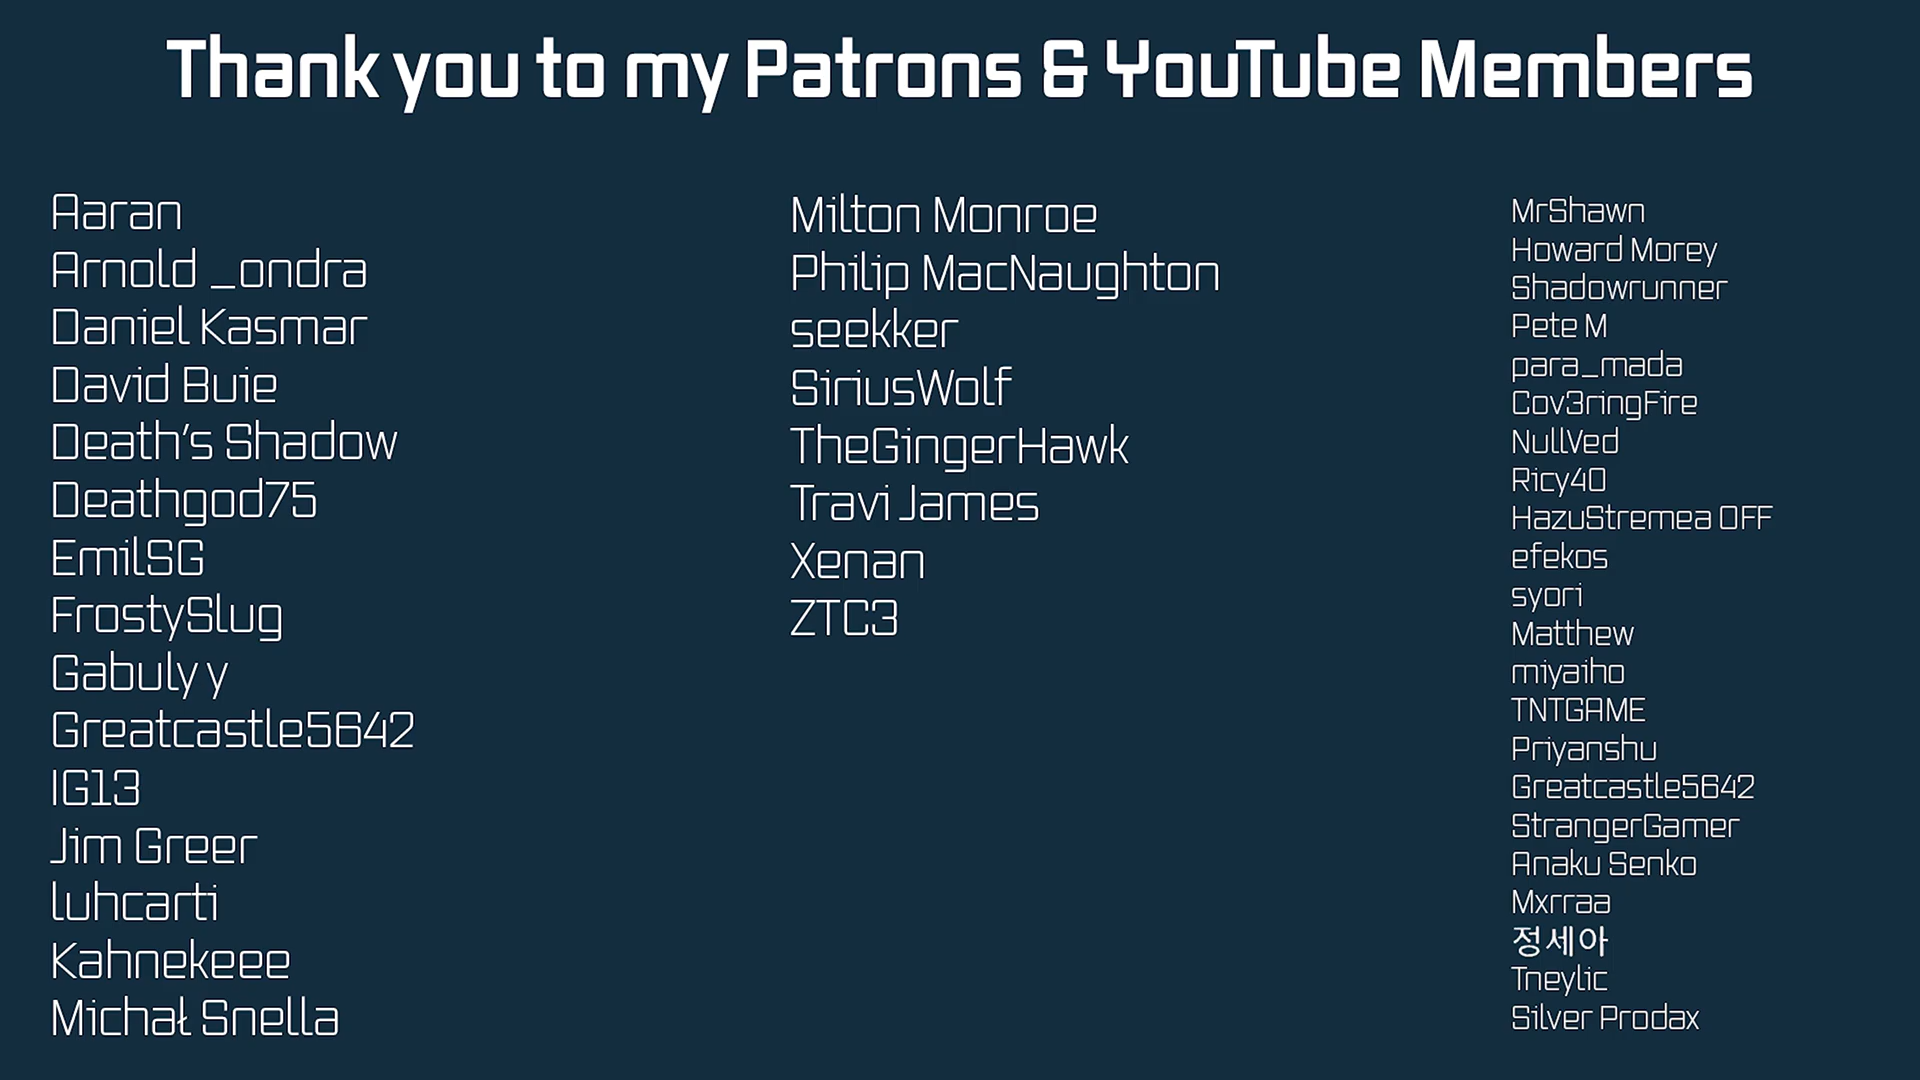 Thank you to my Patrons & YouTube Members
Aaran
Arnold _ondra
Daniel Kasmar
David Buie
Death's Shadow
Deathgod75
EmilSG
FrostySlug
Gabuly y
Greatcastle5642
IG13
Jim Greer
luhcarti
Kahnekeee
Michał Snella
Milton Monroe
Philip MacNaughton
seekker
SiriusWolf
TheGingerHawk
Travi James
Xenan
ZTC3
MrShawn
Howard Morey
Shadowrunner
Pete M
para_mada
Cov3ringFire
NullVed
Ricy40
HazuStremea OFF
efekos
syori
Matthew
miyaiho
TNTGAME
Priyanshu
Greatcastle5642
StrangerGamer
Anaku Senko
Mxrraa
정세아
Tneylic
Silver Prodax